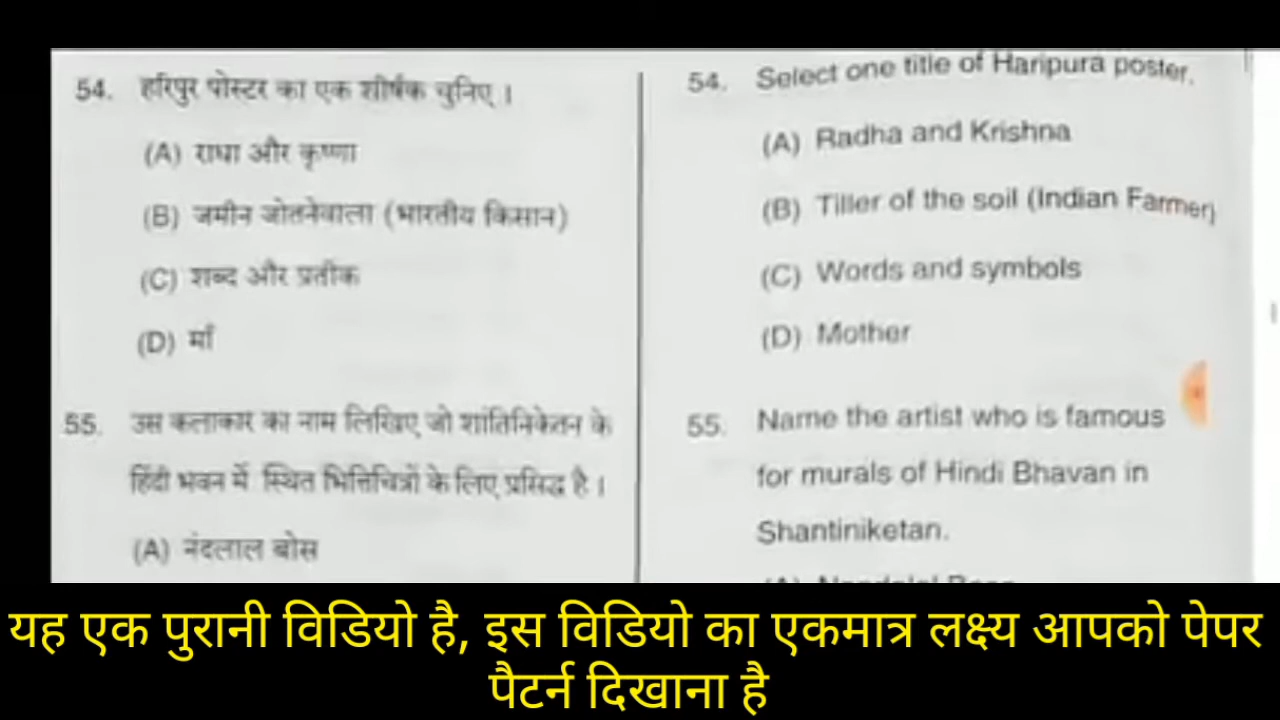 54. हरिपुर पोस्टर का एक शीर्षक चुनिए ।
(A) राधा और कृष्णा
(B) जमीन जोतनेवाला (भारतीय किसान)
(C) शब्द और प्रतीक
(D) माँ
55. उस कलाकार का नाम लिखिए जो शांतिनिकेतन के
हिंदी भवन में स्थित भित्तिचित्रों के लिए प्रसिद्ध है ।
(A) नंदलाल बोस
54. Select one title of Haripura poster.
(A) Radha and Krishna
(B) Tiller of the soil (Indian Farmer)
(C) Words and symbols
(D) Mother
55. Name the artist who is famous
for murals of Hindi Bhavan in
Shantiniketan.
यह एक पुरानी विडियो है, इस विडियो का एकमात्र लक्ष्य आपको पेपर
पैटर्न दिखाना है